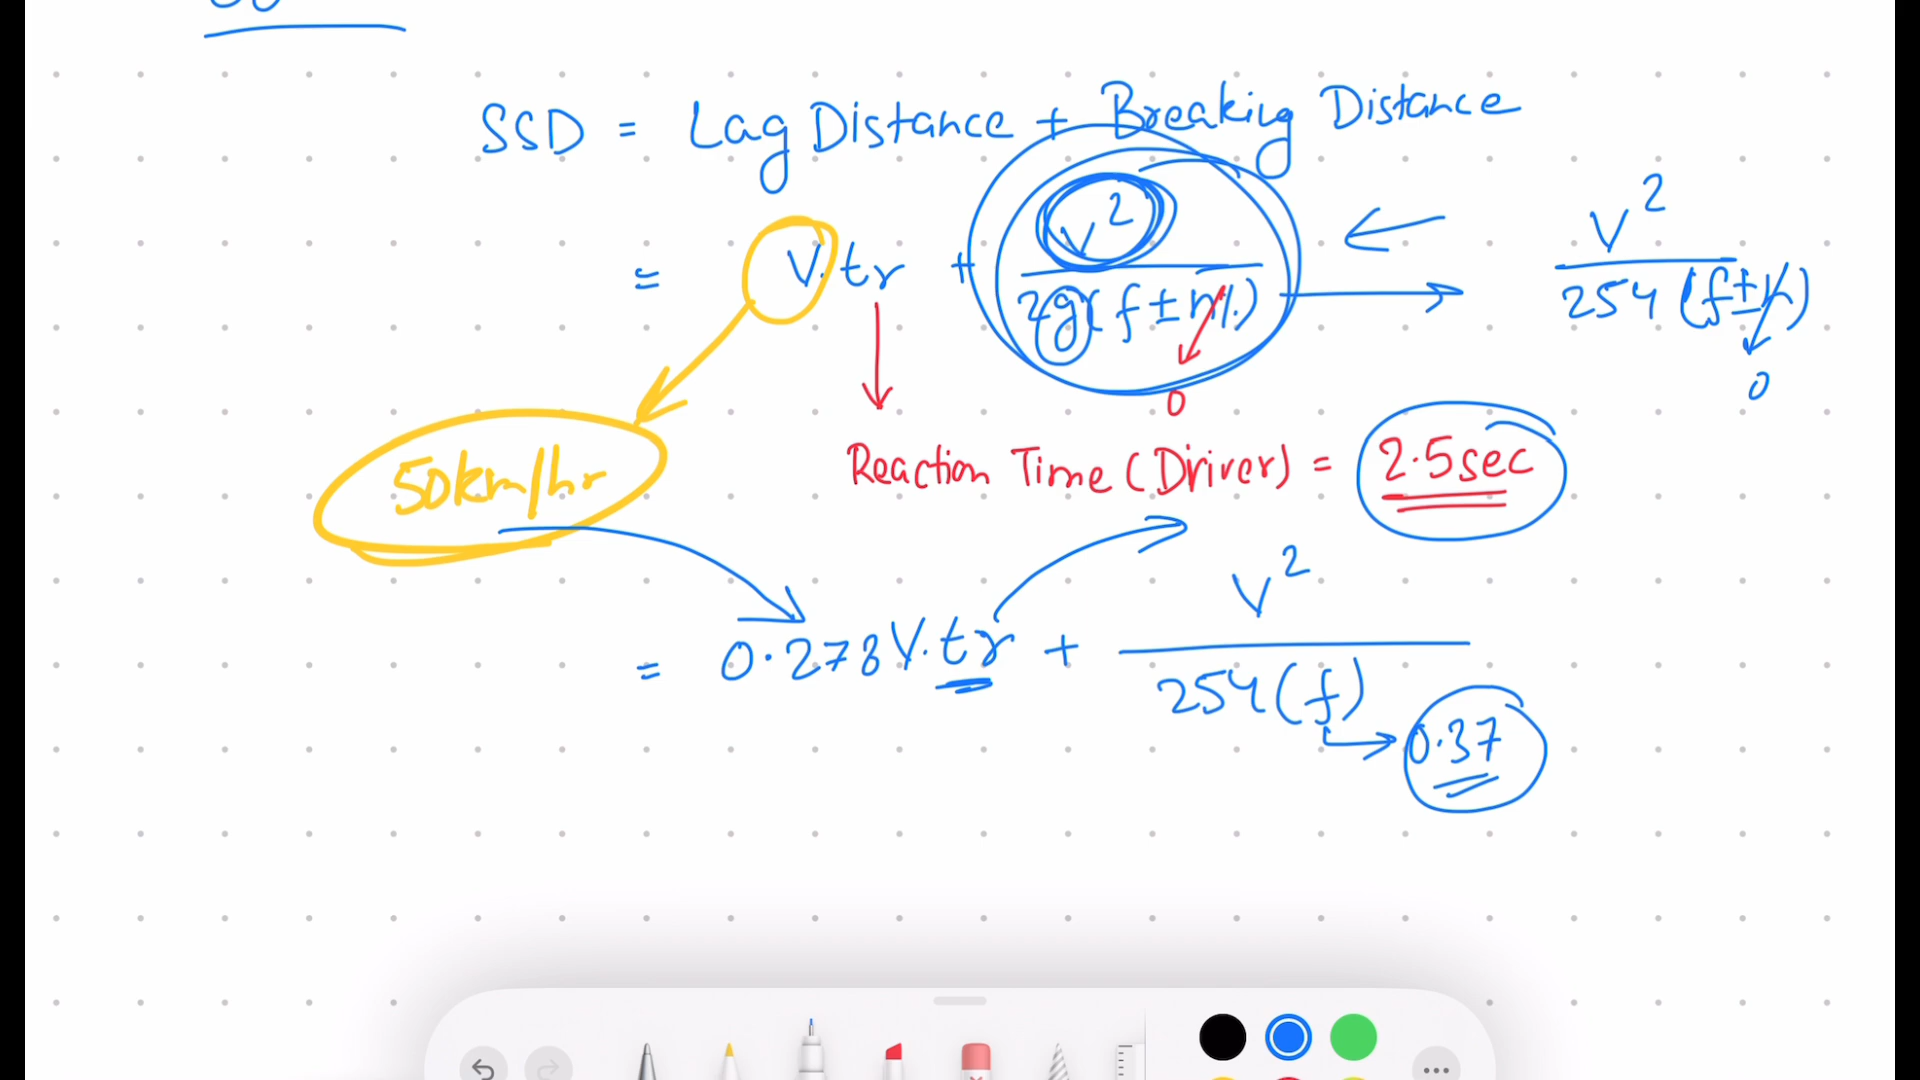 SSD = Lag Distance + Breaking Distance
= V.tr + v² / 2g(f ± n%) → v² / 254 (f ± n)
0
0
50km/hr
Reaction Time (Driver) = 2.5sec
= 0.278V.tr + v² / 254(f)
0.37